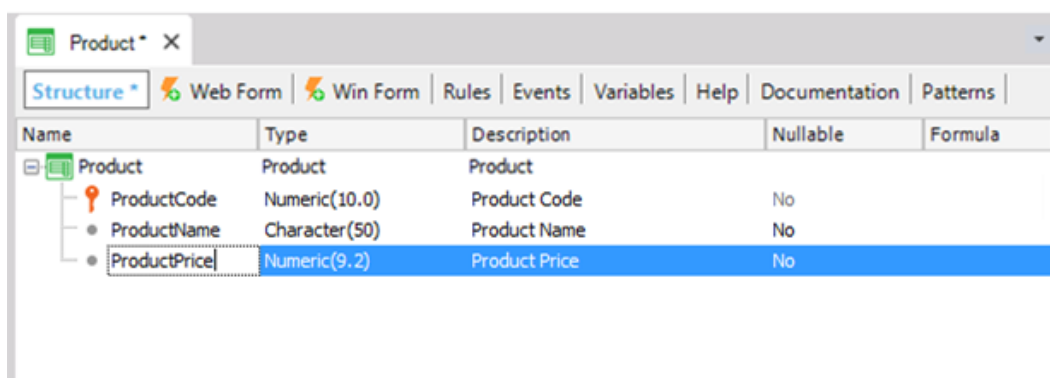 Product *
Structure * Web Form Win Form Rules Events Variables Help Documentation Patterns
Name Type Description Nullable Formula
Product Product Product
ProductCode Numeric(10.0) Product Code No
ProductName Character(50) Product Name No
ProductPrice Numeric(9.2) Product Price No